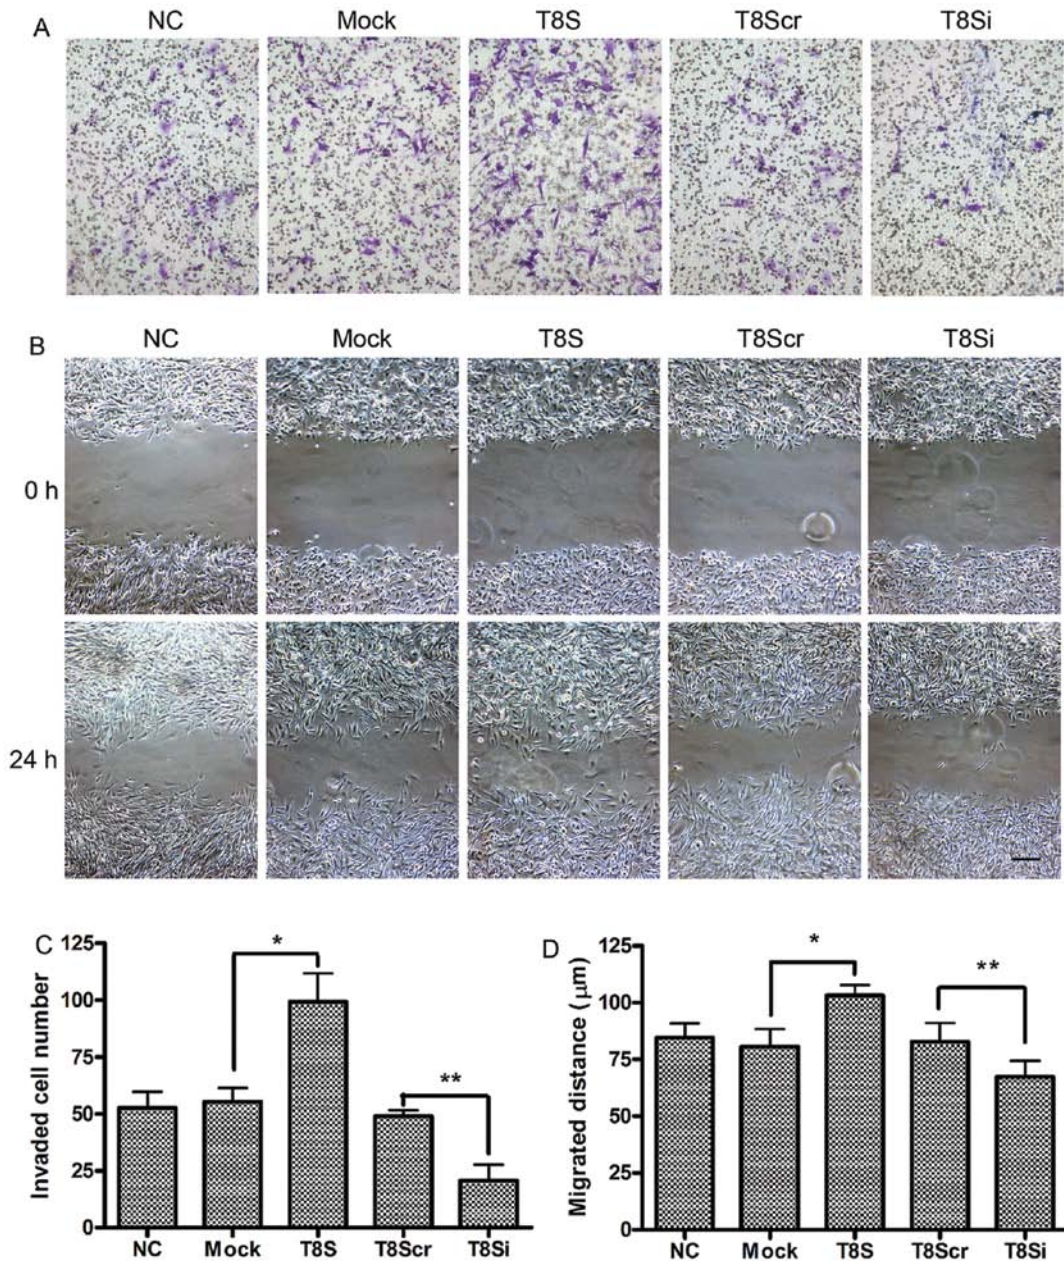 A NC Mock T8S T8Scr T8Si
B NC Mock T8S T8Scr T8Si
0 h
24 h
C
Invaded cell number
125
100
75
50
25
0
*
**
NC Mock T8S T8Scr T8Si
D
Migrated distance (μm)
125
100
75
50
25
0
*
**
NC Mock T8S T8Scr T8Si